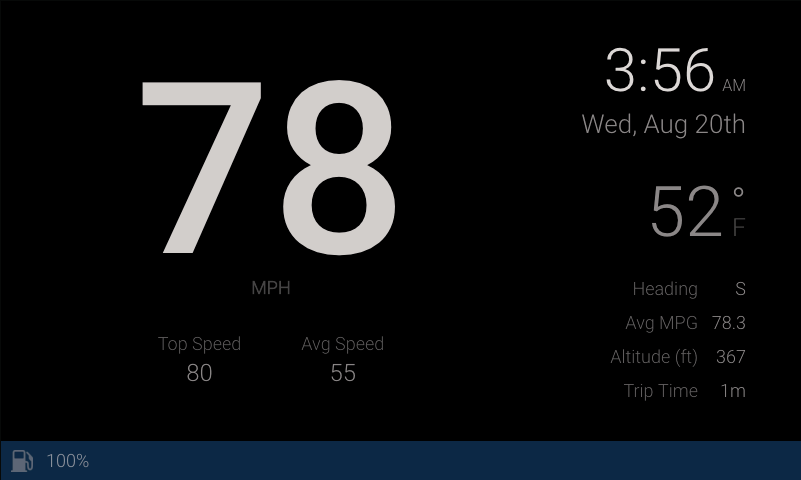 78
MPH
Top Speed
80
Avg Speed
55
3:56 AM
Wed, Aug 20th
52° F
Heading S
Avg MPG 78.3
Altitude (ft) 367
Trip Time 1m
100%